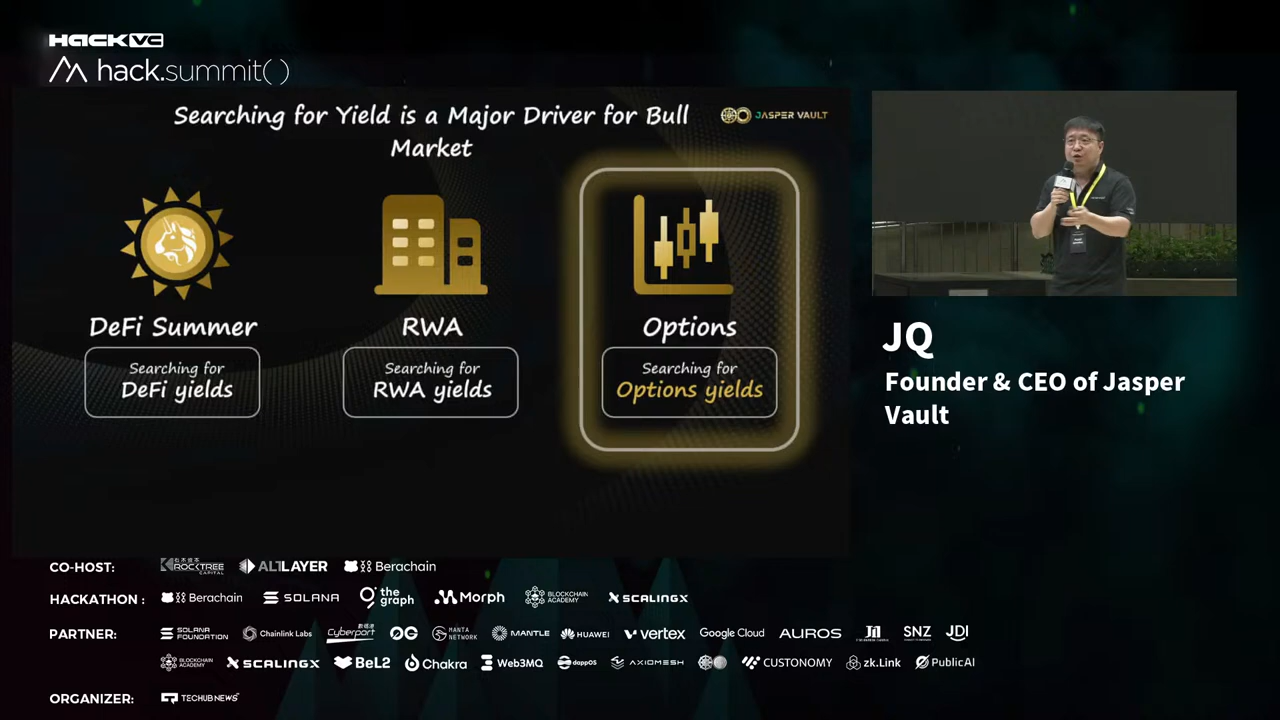 HACK VC
hack.summit()
Searching for Yield is a Major Driver for Bull
Market
JASPER VAULT
DeFi Summer
Searching for
DeFi yields
RWA
Searching for
RWA yields
Options
Searching for
Options yields
JQ
Founder & CEO of Jasper
Vault
CO-HOST:
ROCKTREE
CAPITAL
ALTLAYER
Berachain
HACKATHON :
Berachain
SOLANA
the
graph
Morph
BLOCKCHAIN
ACADEMY
SCALINGX
PARTNER:
SOLANA
FOUNDATION
Chainlink Labs
Cyberport
數碼港
0G
MANTA
NETWORK
MANTLE
HUAWEI
vertex
Google Cloud
AUROS
SNZ
JDI
BLOCKCHAIN
ACADEMY
SCALINGX
BEL2
Chakra
Web3MQ
dappOS
AXIOMESH
CUSTONOMY
zk.Link
PublicAI
ORGANIZER:
TECHUB NEWS